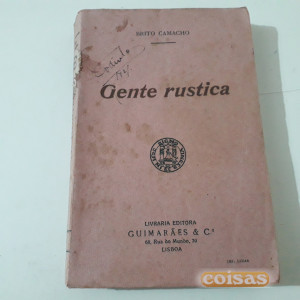 BRITO CAMACHO
Gente rustica
LIVRARIA EDITORA
GUIMARÃES & C.ª
68, Rua do Mundo, 70
LISBOA
coisas